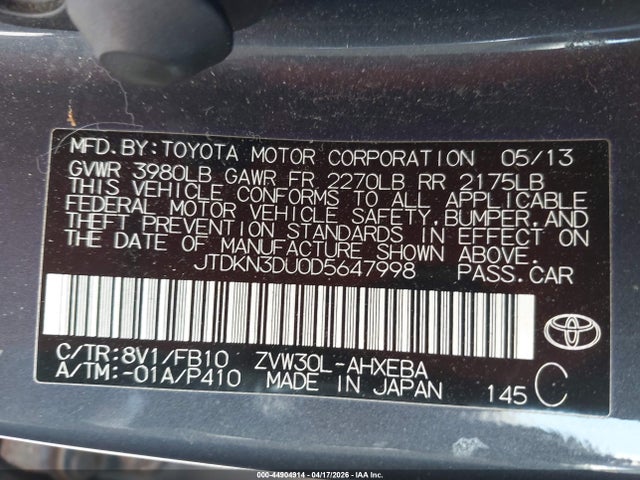 MFD.BY:TOYOTA MOTOR CORPORATION 05/13
GVWR 3980LB GAWR FR 2270LB RR 2175LB
THIS VEHICLE CONFORMS TO ALL APPLICABLE
FEDERAL MOTOR VEHICLE SAFETY,BUMPER,AND
THEFT PREVENTION STANDARDS IN EFFECT ON
THE DATE OF MANUFACTURE SHOWN ABOVE.
JTDKN3DU0D5647998 PASS.CAR
C/TR:8V1/FB10 ZVW30L-AHXEBA
A/TM:-01A/P410 MADE IN JAPAN 145 C
000-44904914 - 04/17/2026 - IAA Inc.